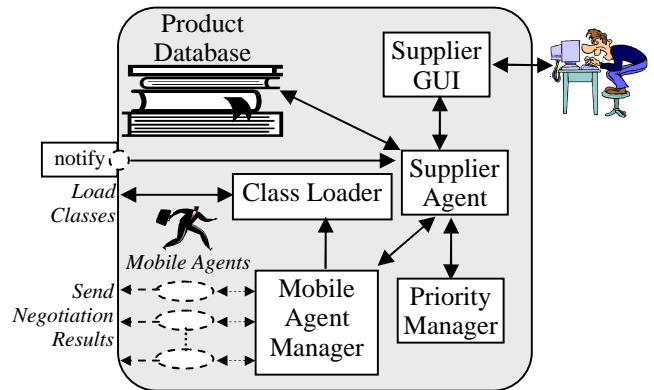 Product
Database
Supplier
GUI
notify
Supplier
Agent
Load
Classes
Class Loader
Mobile Agents
Send
Negotiation
Results
Mobile
Agent
Manager
Priority
Manager